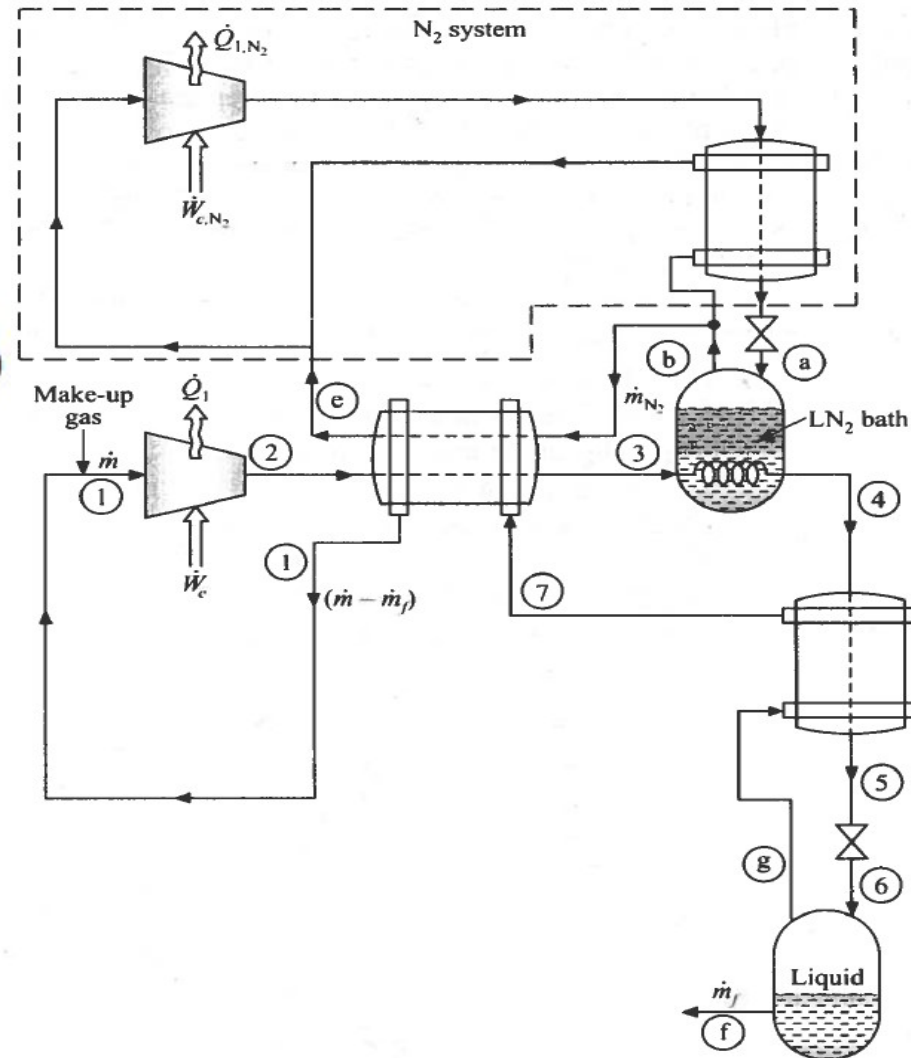 N₂ system
Q̇₁,N₂
Ẇc,N₂
b
a
ṁN₂
LN₂ bath
e
Make-up
gas
ṁ
1
Q̇₁
2
3
4
Ẇc
1
(ṁ − ṁf)
7
5
g
6
Liquid
ṁf
f